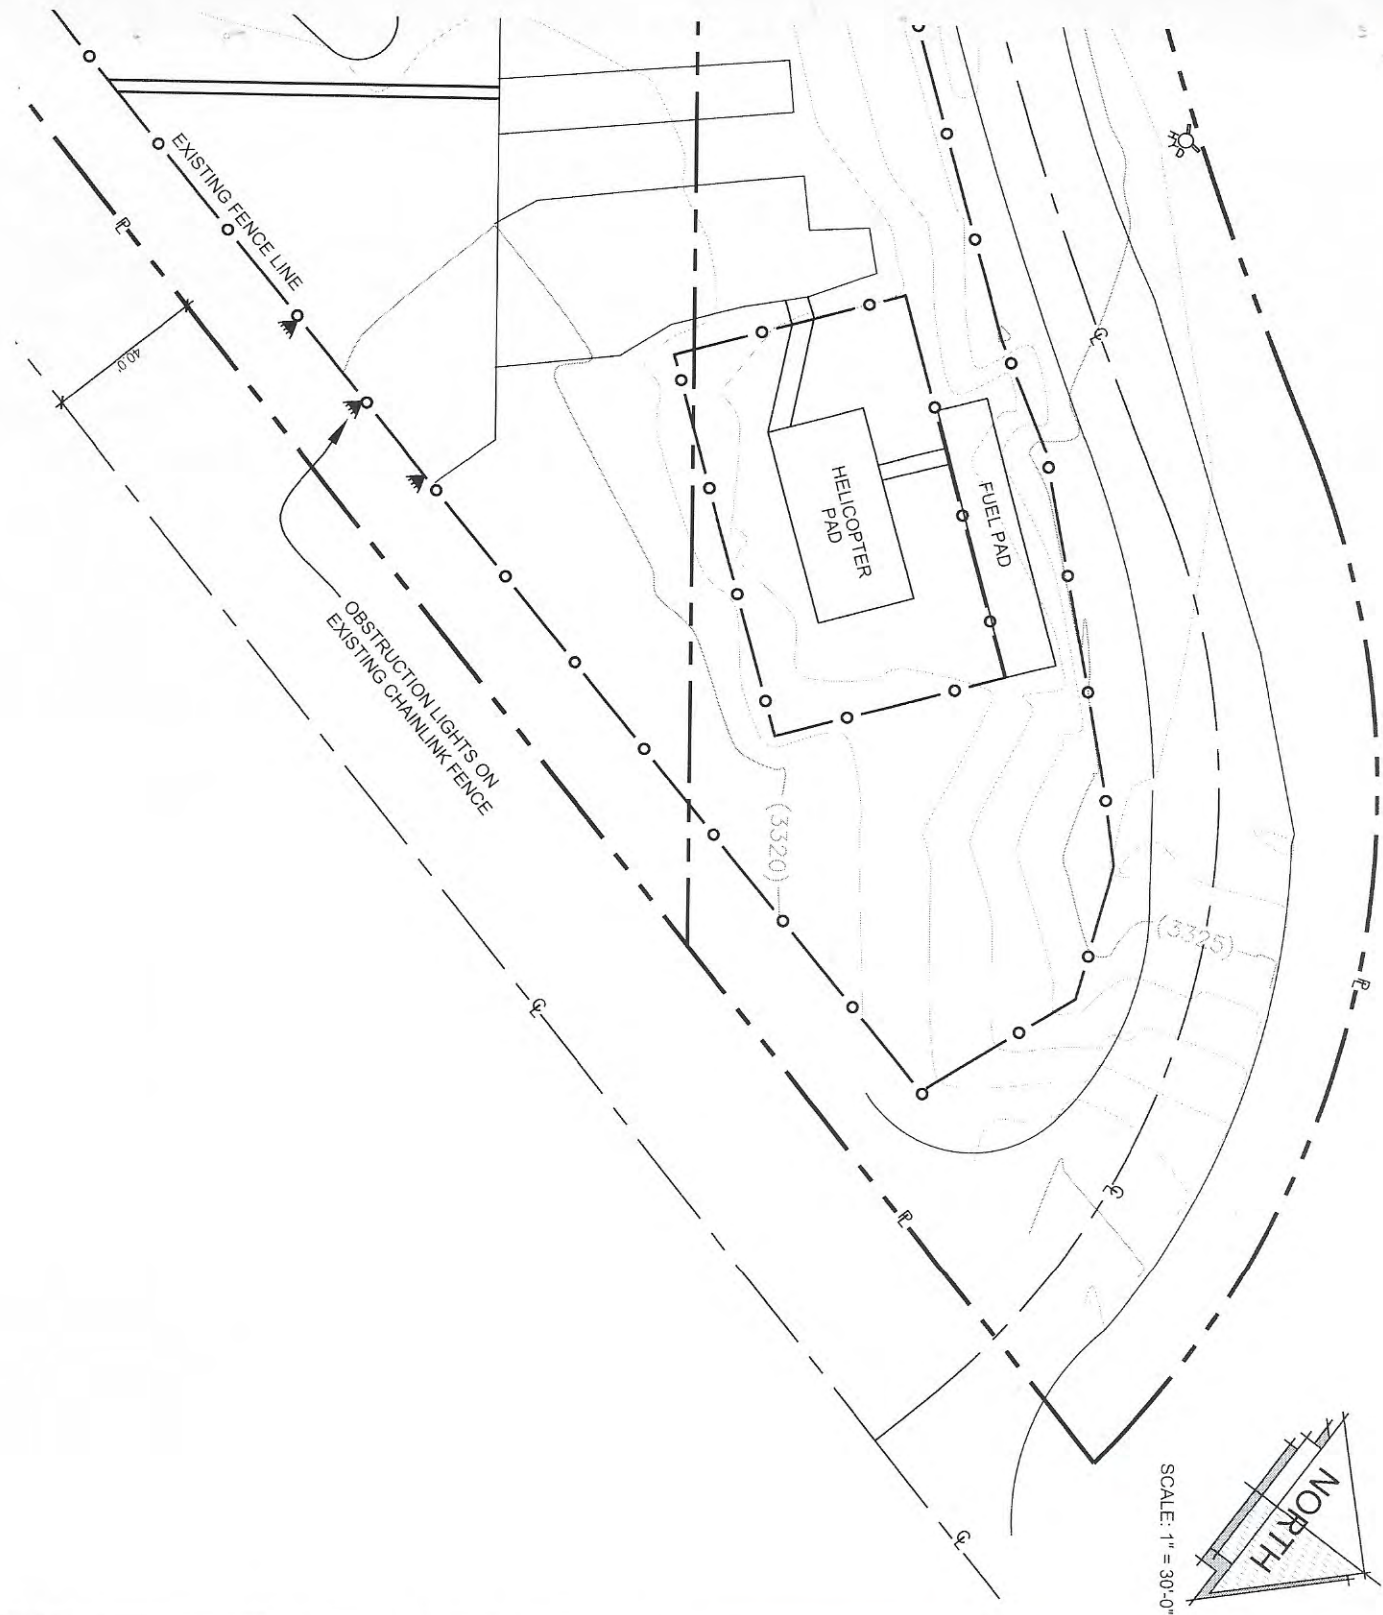 EXISTING FENCE LINE
℄
40.0'
HELICOPTER
PAD
FUEL PAD
OBSTRUCTION LIGHTS ON
EXISTING CHAINLINK FENCE
(3320)
(3325)
℄
℄
℄
NORTH
SCALE: 1" = 30'-0"